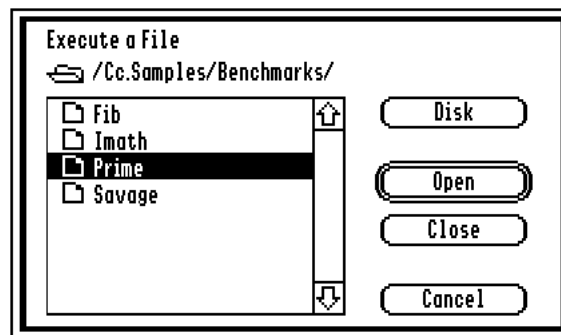 Execute a File
/Cc.Samples/Benchmarks/
Fib
Imath
Prime
Savage
Disk
Open
Close
Cancel